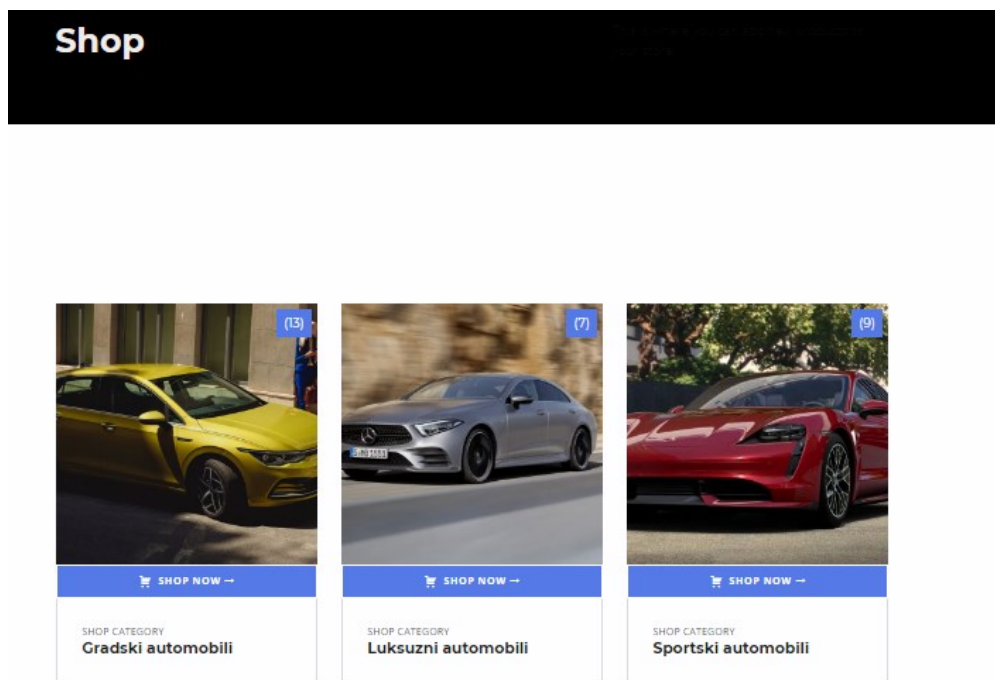 Shop
(13)
(7)
(9)
SHOP NOW →
SHOP NOW →
SHOP NOW →
SHOP CATEGORY
Gradski automobili
SHOP CATEGORY
Luksuzni automobili
SHOP CATEGORY
Sportski automobili